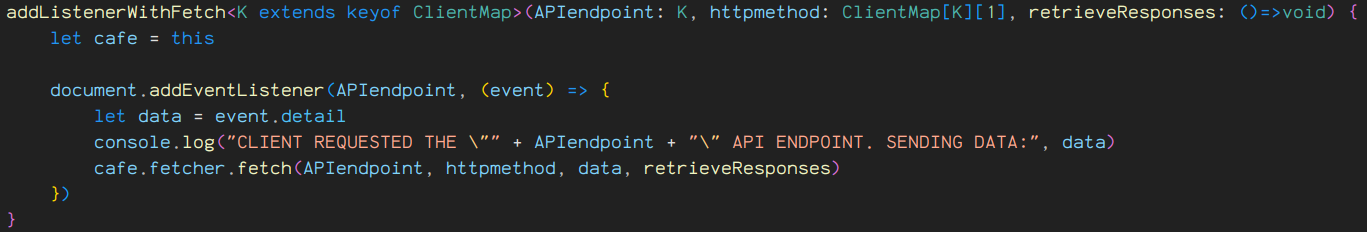 addListenerWithFetch<K extends keyof ClientMap>(APIendpoint: K, httpmethod: ClientMap[K][1], retrieveResponses: ()=>void) {
    let cafe = this

    document.addEventListener(APIendpoint, (event) => {
        let data = event.detail
        console.log("CLIENT REQUESTED THE \"" + APIendpoint + "\" API ENDPOINT. SENDING DATA:", data)
        cafe.fetcher.fetch(APIendpoint, httpmethod, data, retrieveResponses)
    })
}